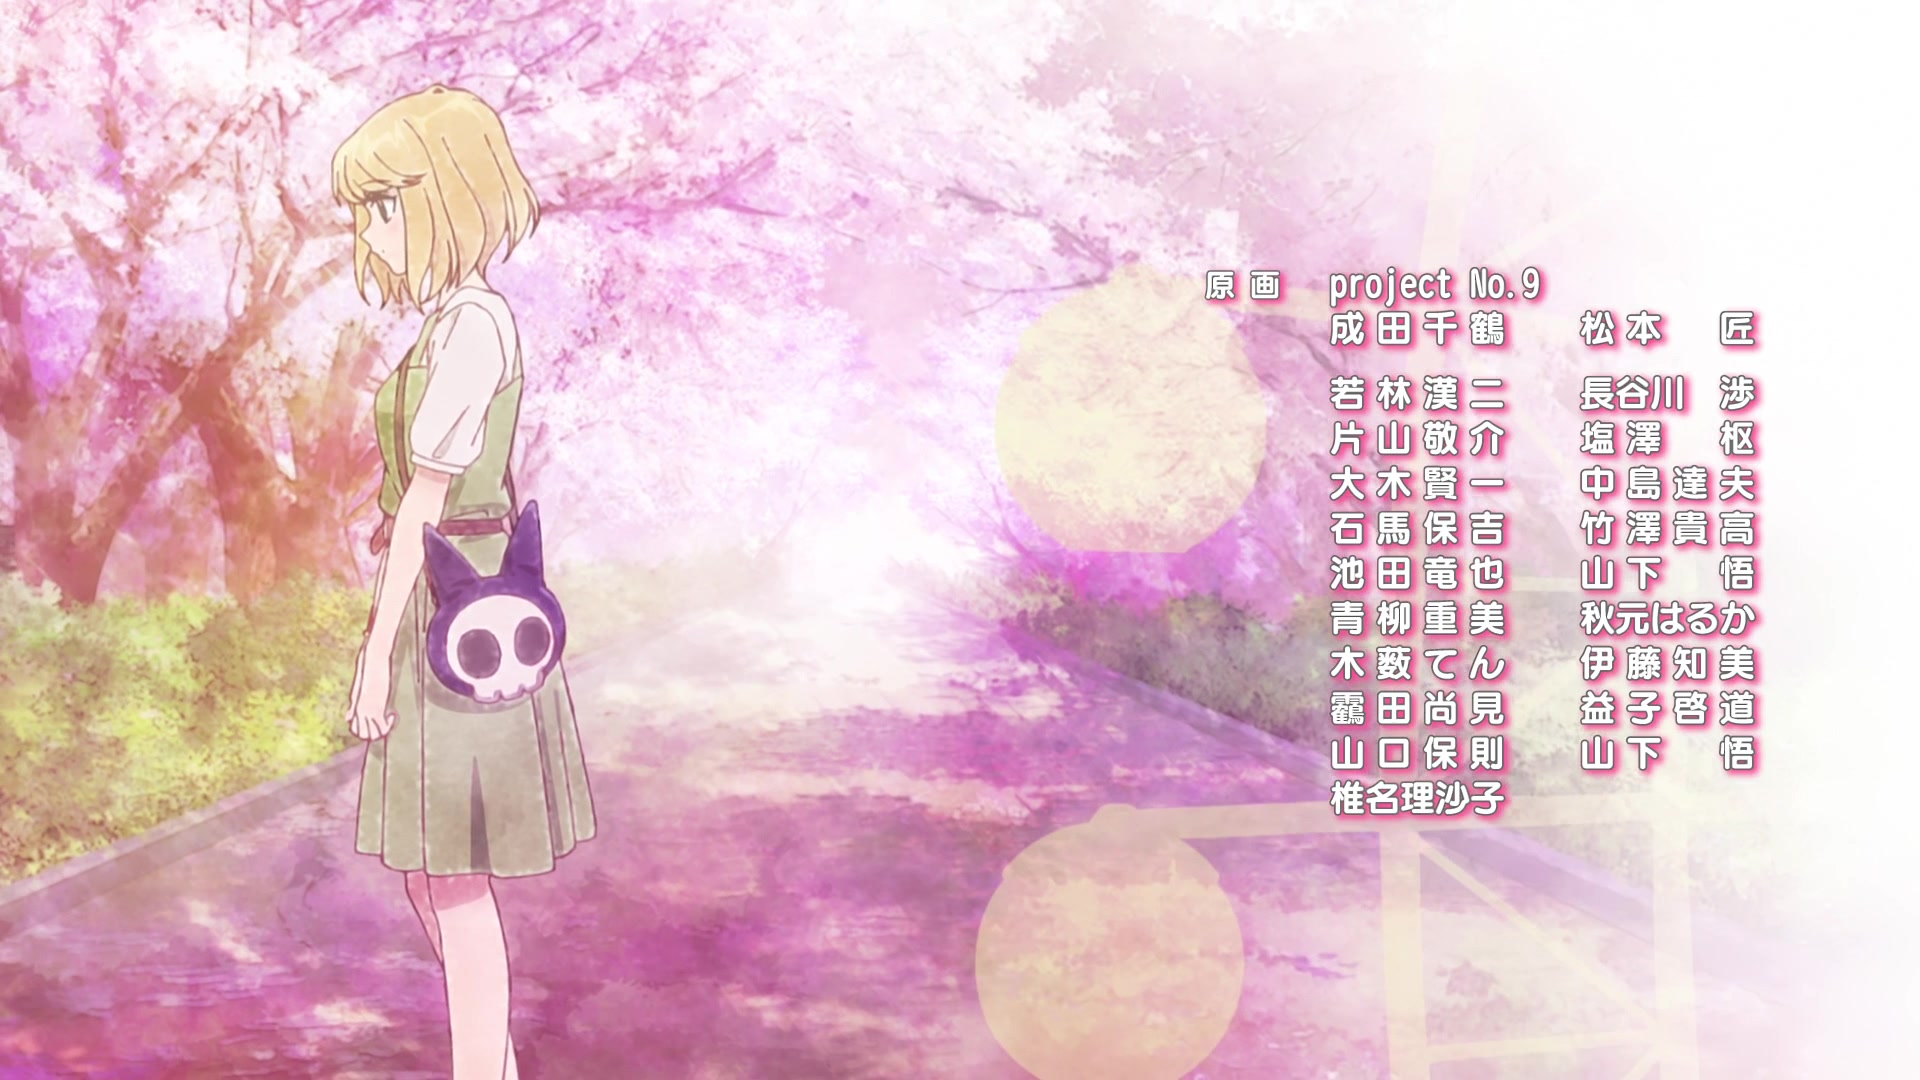 原画 project No.9
成田千鶴 松本 匠
若林漢二 長谷川 渉
片山敬介 塩澤 枢
大木賢一 中島達夫
石馬保吉 竹澤貴高
池田竜也 山下 悟
青柳重美 秋元はるか
木薮てん 伊藤知美
靍田尚見 益子啓道
山口保則 山下 悟
椎名理沙子